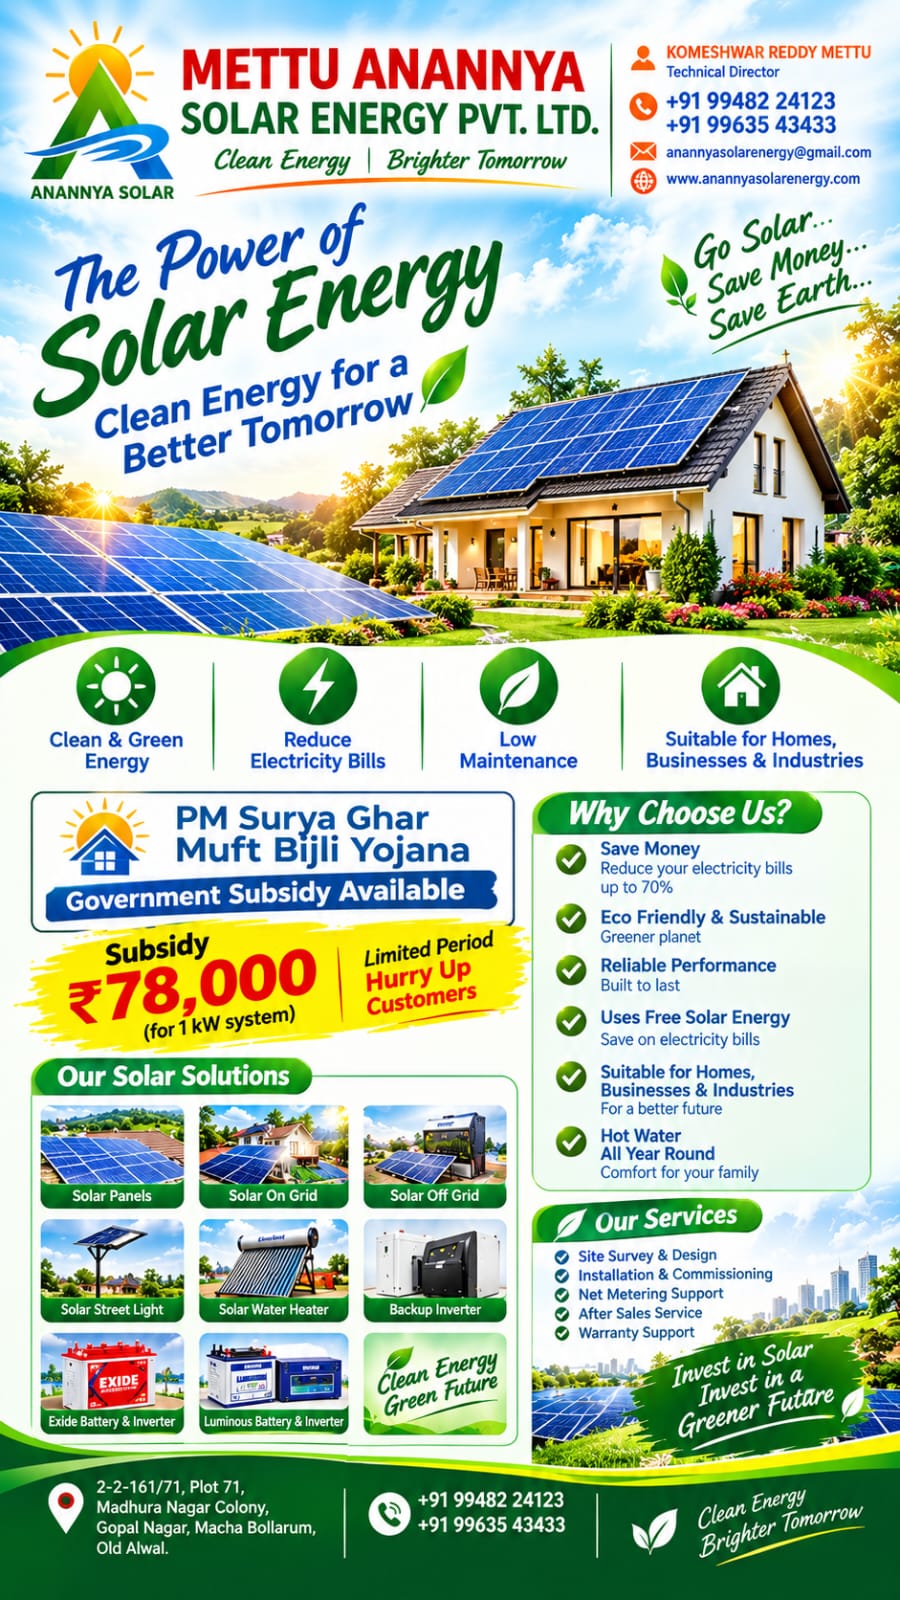 ANANNYA SOLAR
METTU ANANNYA
SOLAR ENERGY PVT. LTD.
Clean Energy | Brighter Tomorrow
KOMESHWAR REDDY METTU
Technical Director
+91 99482 24123
+91 99635 43433
anannyasolarenergy@gmail.com
www.anannyasolarenergy.com
The Power of
Solar Energy
Clean Energy for a
Better Tomorrow
Go Solar...
Save Money...
Save Earth...
Clean & Green
Energy
Reduce
Electricity Bills
Low
Maintenance
Suitable for Homes,
Businesses & Industries
PM Surya Ghar
Muft Bijli Yojana
Government Subsidy Available
Subsidy
₹78,000
(for 1 kW system)
Limited Period
Hurry Up
Customers
Why Choose Us?
Save Money
Reduce your electricity bills
up to 70%
Eco Friendly & Sustainable
Greener planet
Reliable Performance
Built to last
Uses Free Solar Energy
Save on electricity bills
Suitable for Homes,
Businesses & Industries
For a better future
Hot Water
All Year Round
Comfort for your family
Our Solar Solutions
Solar Panels
Solar On Grid
Solar Off Grid
Solar Street Light
Solar Water Heater
Backup Inverter
EXIDE
Exide Battery & Inverter
Luminous Battery & Inverter
Clean Energy
Green Future
Our Services
Site Survey & Design
Installation & Commissioning
Net Metering Support
After Sales Service
Warranty Support
Invest in Solar
Invest in a
Greener Future
2-2-161/71, Plot 71,
Madhura Nagar Colony,
Gopal Nagar, Macha Bollarum,
Old Alwal.
+91 99482 24123
+91 99635 43433
Clean Energy
Brighter Tomorrow